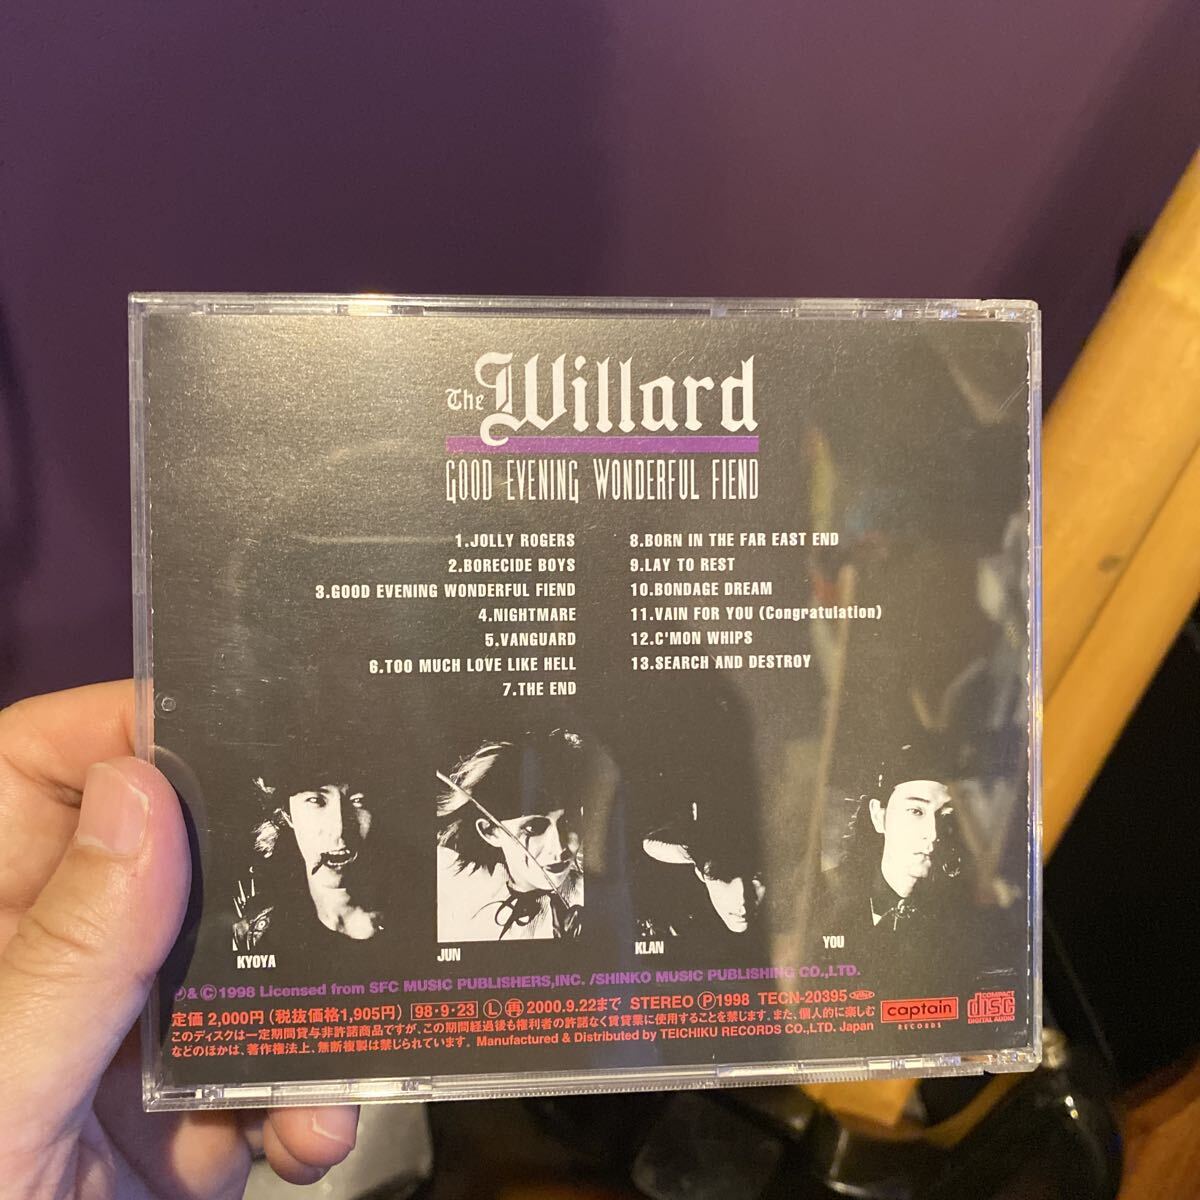 The Willard
GOOD EVENING WONDERFUL FIEND
1.JOLLY ROGERS
2.BORECIDE BOYS
3.GOOD EVENING WONDERFUL FIEND
4.NIGHTMARE
5.VANGUARD
6.TOO MUCH LOVE LIKE HELL
7.THE END
8.BORN IN THE FAR EAST END
9.LAY TO REST
10.BONDAGE DREAM
11.VAIN FOR YOU (Congratulation)
12.C'MON WHIPS
13.SEARCH AND DESTROY
KYOYA
JUN
KLAN
YOU
Ⓟ&©1998 Licensed from SFC MUSIC PUBLISHERS,INC. /SHINKO MUSIC PUBLISHING CO.,LTD.
定価 2,000円 (税抜価格1,905円) 98・9・23 Ⓛ 再 2000.9.22まで STEREO Ⓟ1998 TECN-20395
このディスクは一定期間貸与非許諾商品ですが、この期間経過後も権利者の許諾なく賃貸業に使用することを禁じます。また、個人的に楽しむ
などのほかは、著作権法上、無断複製は禁じられています。 Manufactured & Distributed by TEICHIKU RECORDS CO.,LTD. Japan
captain
RECORDS
COMPACT
disc
DIGITAL AUDIO